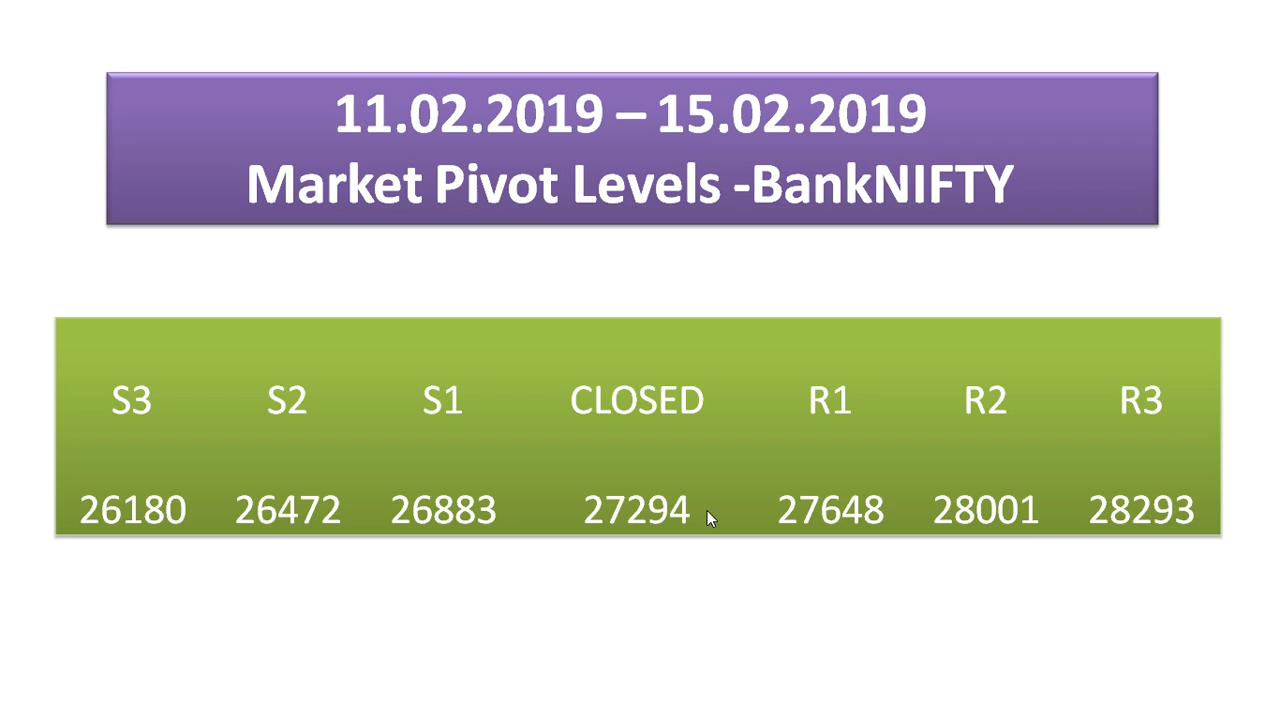 11.02.2019 – 15.02.2019
Market Pivot Levels -BankNIFTY
S3 S2 S1 CLOSED R1 R2 R3
26180 26472 26883 27294 27648 28001 28293